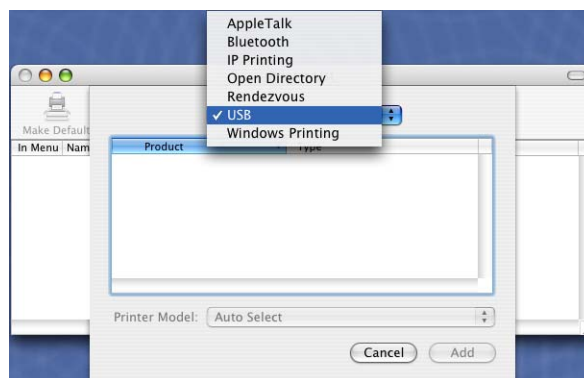 AppleTalk
Bluetooth
IP Printing
Open Directory
Rendezvous
✓ USB
Windows Printing
Make Default
In Menu Nam
Product Type
Printer Model: Auto Select
Cancel Add